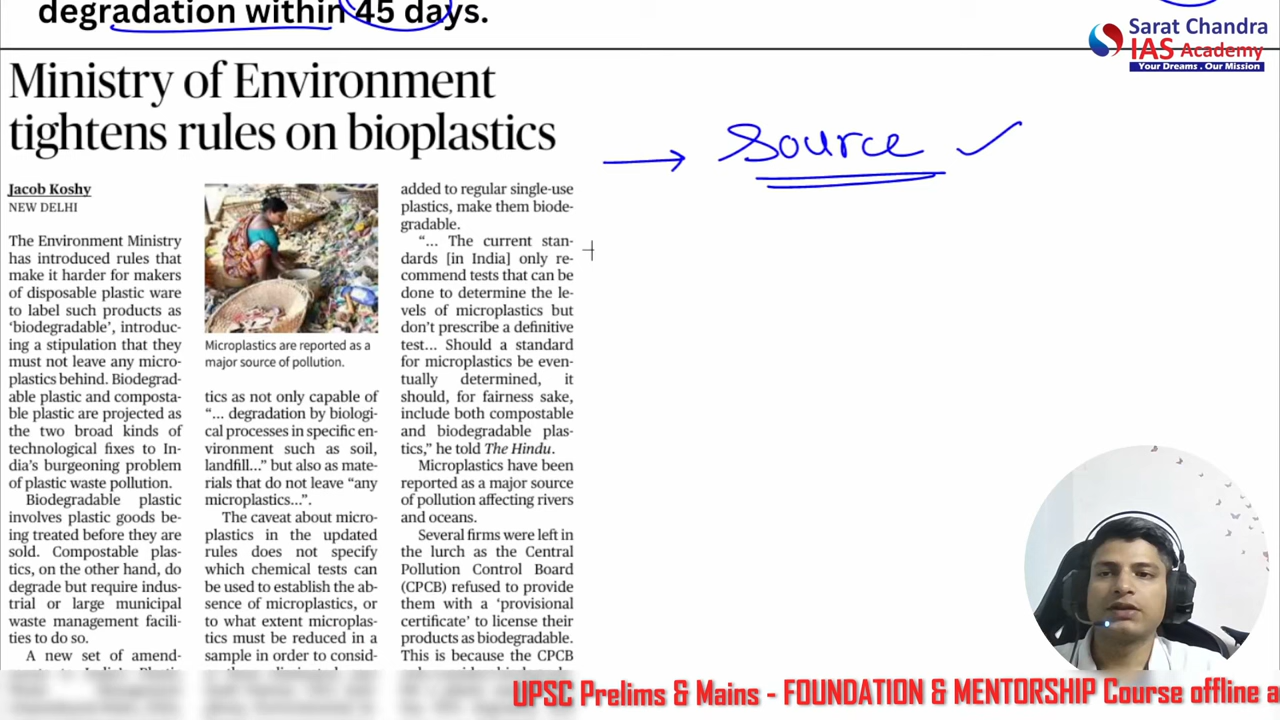 degradation within 45 days.
Sarat Chandra
IAS Academy
Your Dreams . Our Mission
Ministry of Environment
tightens rules on bioplastics
Source
Jacob Koshy
NEW DELHI
The Environment Ministry
has introduced rules that
make it harder for makers
of disposable plastic ware
to label such products as
‘biodegradable’, introduc-
ing a stipulation that they
must not leave any micro-
plastics behind. Biodegrad-
able plastic and composta-
ble plastic are projected as
the two broad kinds of
technological fixes to In-
dia’s burgeoning problem
of plastic waste pollution.
Biodegradable plastic
involves plastic goods be-
ing treated before they are
sold. Compostable plas-
tics, on the other hand, do
degrade but require indus-
trial or large municipal
waste management facili-
ties to do so.
A new set of amend-
Microplastics are reported as a
major source of pollution.
tics as not only capable of
“... degradation by biologi-
cal processes in specific en-
vironment such as soil,
landfill...” but also as mate-
rials that do not leave “any
microplastics...”.
The caveat about micro-
plastics in the updated
rules does not specify
which chemical tests can
be used to establish the ab-
sence of microplastics, or
to what extent microplas-
tics must be reduced in a
sample in order to consid-
added to regular single-use
plastics, make them biode-
gradable.
“... The current stan-
dards [in India] only re-
commend tests that can be
done to determine the le-
vels of microplastics but
don’t prescribe a definitive
test... Should a standard
for microplastics be even-
tually determined, it
should, for fairness sake,
include both compostable
and biodegradable plas-
tics,” he told The Hindu.
Microplastics have been
reported as a major source
of pollution affecting rivers
and oceans.
Several firms were left in
the lurch as the Central
Pollution Control Board
(CPCB) refused to provide
them with a ‘provisional
certificate’ to license their
products as biodegradable.
This is because the CPCB
UPSC Prelims & Mains - FOUNDATION & MENTORSHIP Course offline a